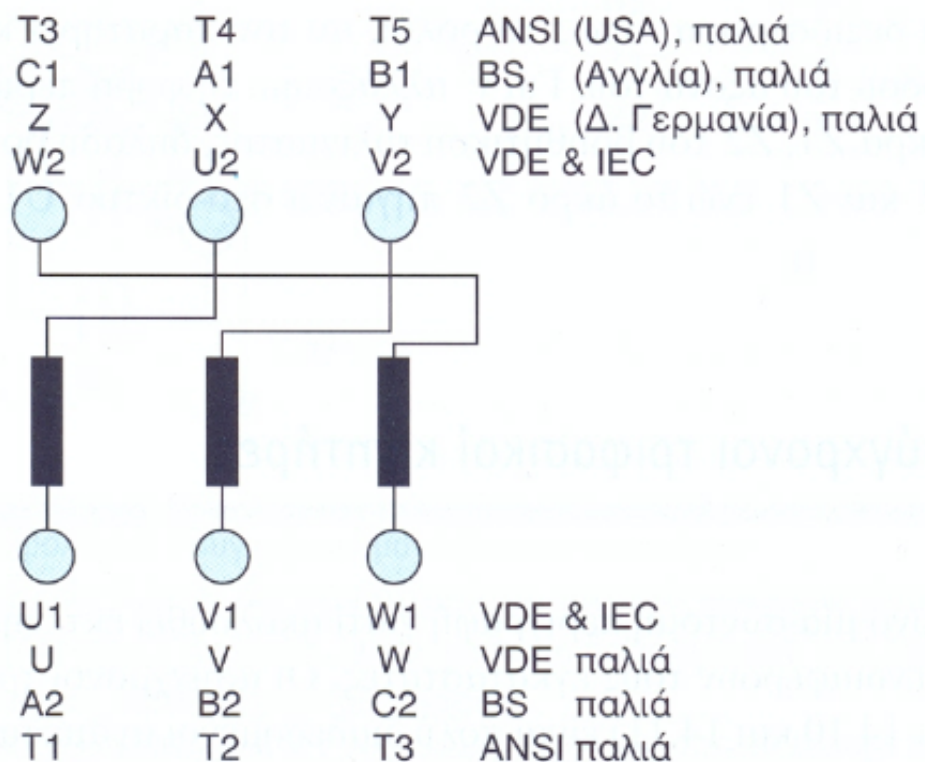 T3 T4 T5 ANSI (USA), παλιά
C1 A1 B1 BS, (Αγγλία), παλιά
Z X Y VDE (Δ. Γερμανία), παλιά
W2 U2 V2 VDE & IEC
U1 V1 W1 VDE & IEC
U V W VDE παλιά
A2 B2 C2 BS παλιά
T1 T2 T3 ANSI παλιά